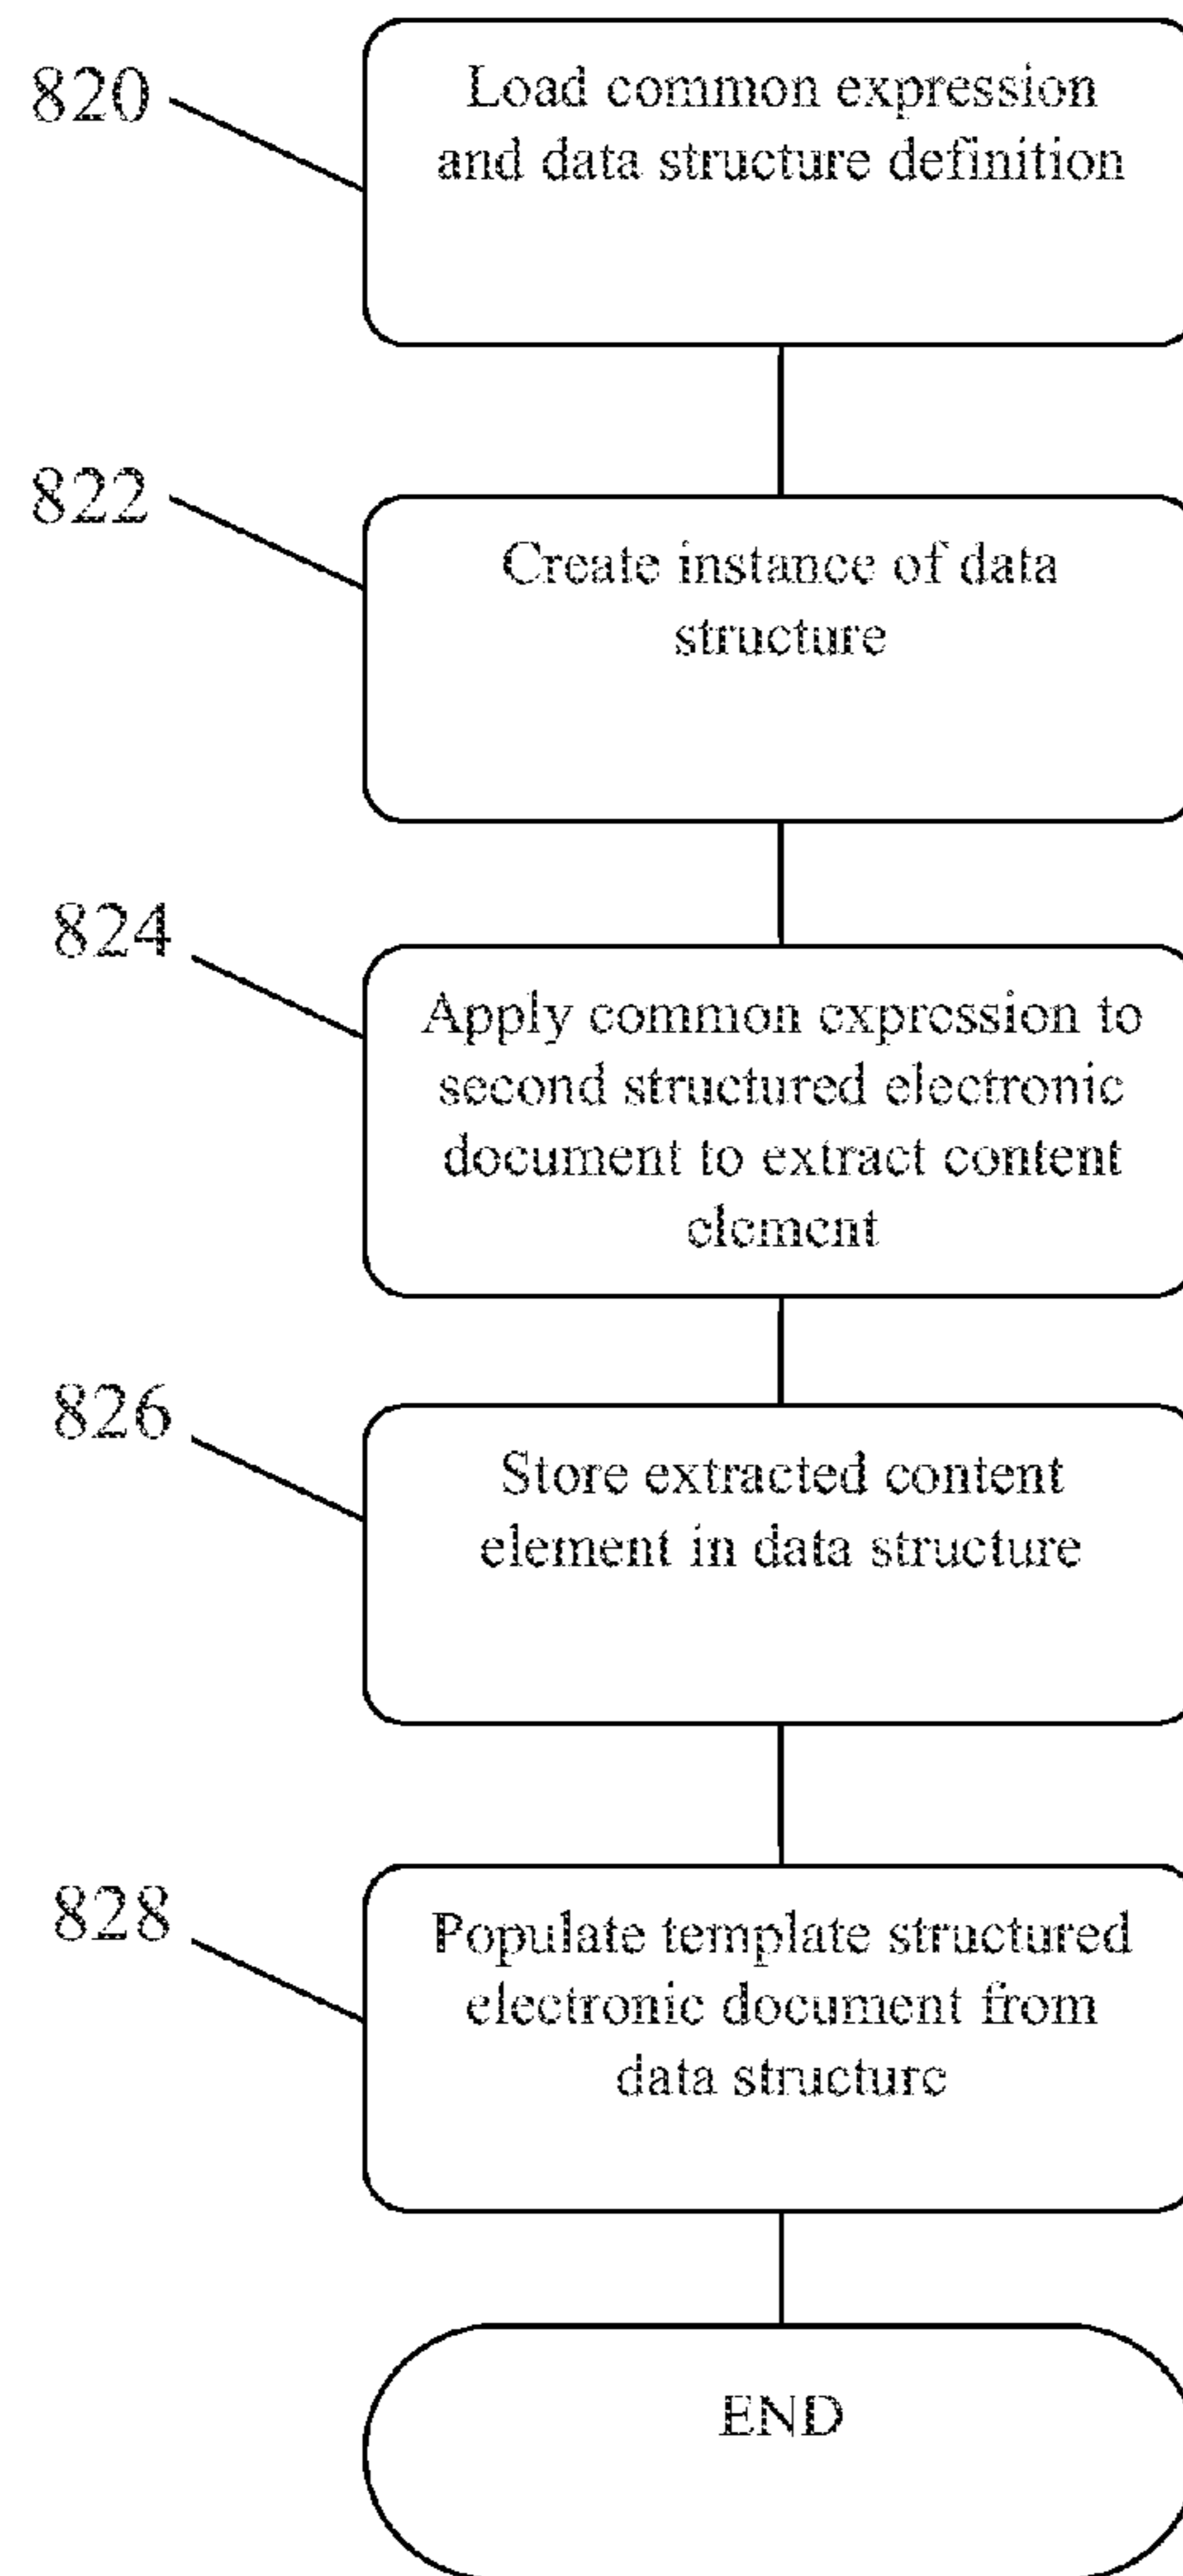 820
Load common expression
and data structure definition
822
Create instance of data
structure
824
Apply common expression to
second structured electronic
document to extract content
element
826
Store extracted content
element in data structure
828
Populate template structured
electronic document from
data structure
END